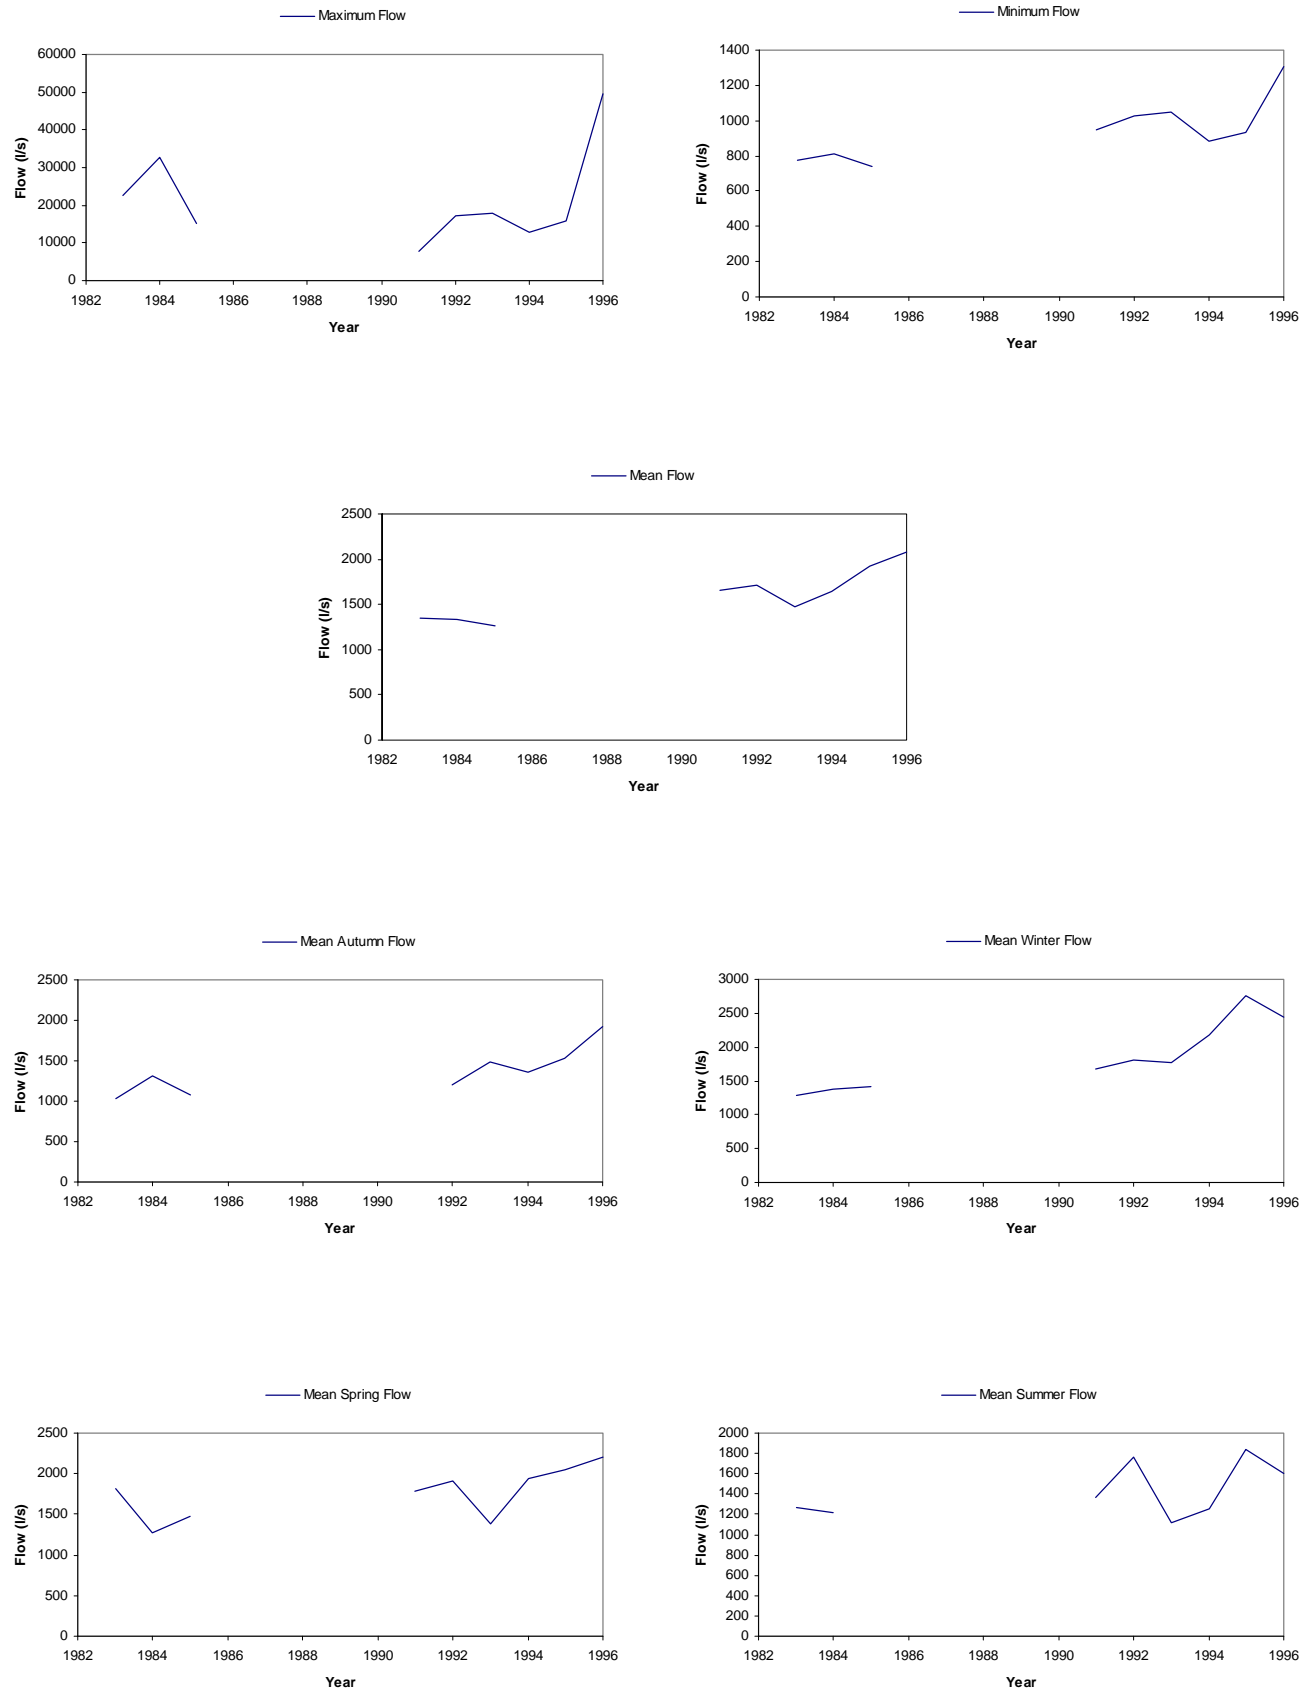 Maximum Flow
60000
50000
40000
30000
20000
10000
0
Flow (l/s)
1982 1984 1986 1988 1990 1992 1994 1996
Year
Minimum Flow
1400
1200
1000
800
600
400
200
0
Flow (l/s)
1982 1984 1986 1988 1990 1992 1994 1996
Year
Mean Flow
2500
2000
1500
1000
500
0
Flow (l/s)
1982 1984 1986 1988 1990 1992 1994 1996
Year
Mean Autumn Flow
2500
2000
1500
1000
500
0
Flow (l/s)
1982 1984 1986 1988 1990 1992 1994 1996
Year
Mean Winter Flow
3000
2500
2000
1500
1000
500
0
Flow (l/s)
1982 1984 1986 1988 1990 1992 1994 1996
Year
Mean Spring Flow
2500
2000
1500
1000
500
0
Flow (l/s)
1982 1984 1986 1988 1990 1992 1994 1996
Year
Mean Summer Flow
2000
1800
1600
1400
1200
1000
800
600
400
200
0
Flow (l/s)
1982 1984 1986 1988 1990 1992 1994 1996
Year